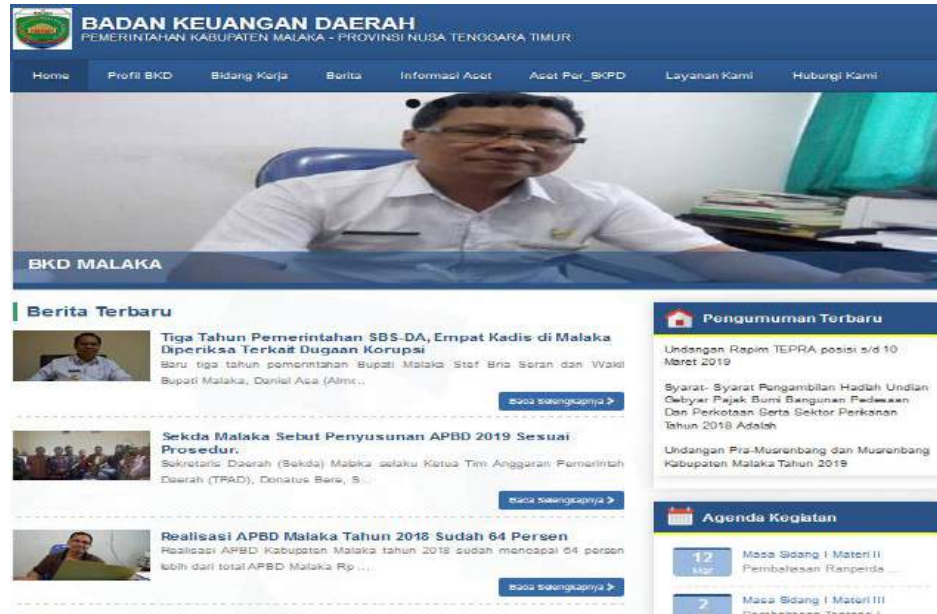 BADAN KEUANGAN DAERAH
PEMERINTAHAN KABUPATEN MALAKA - PROVINSI NUSA TENGGARA TIMUR
Home Profil BKD Bidang Kerja Berita Informasi Aset Aset Per_SKPD Layanan Kami Hubungi Kami
BKD MALAKA
Berita Terbaru
Tiga Tahun Pemerintahan SBS-DA, Empat Kadis di Malaka
Diperiksa Terkait Dugaan Korupsi
Baru tiga tahun pemerintahan Bupati Malaka Stef Bria Seran dan Wakil
Bupati Malaka, Daniel Asa (Alm(...
Baca Selengkapnya >
Sekda Malaka Sebut Penyusunan APBD 2019 Sesuai
Prosedur.
Sekretaris Daerah (Sekda) Malaka selaku Ketua Tim Anggaran Pemerintah
Daerah (TPAD), Donatus Bere, S...
Baca Selengkapnya >
Realisasi APBD Malaka Tahun 2018 Sudah 64 Persen
Realisasi APBD Kabupaten Malaka tahun 2018 sudah mencapai 64 persen
lebih dari total APBD Malaka Rp ...
Baca Selengkapnya >
Pengumuman Terbaru
Undangan Rapim TEPRA posisi s/d 10
Maret 2019
Syarat- Syarat Pengambilan Hadiah Undian
Gebyar Pajak Bumi Bangunan Pedesaan
Dan Perkotaan Serta Sektor Perikanan
Tahun 2018 Adalah
Undangan Pra-Musrenbang dan Musrenbang
Kabupaten Malaka Tahun 2019
Agenda Kegiatan
12
Mar
Masa Sidang I Materi II
Pembahasan Ranperda ...
2
Masa Sidang I Materi III